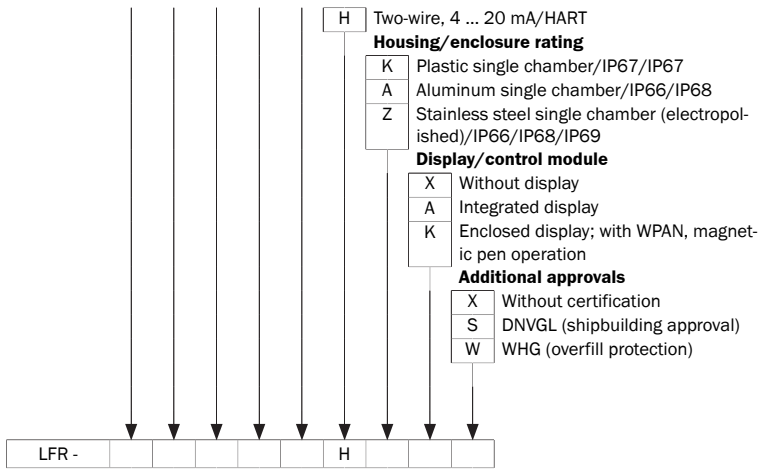 H Two-wire, 4 ... 20 mA/HART
Housing/enclosure rating
K Plastic single chamber/IP67/IP67
A Aluminum single chamber/IP66/IP68
Z Stainless steel single chamber (electropol-
ished)/IP66/IP68/IP69
Display/control module
X Without display
A Integrated display
K Enclosed display; with WPAN, magnet-
ic pen operation
Additional approvals
X Without certification
S DNVGL (shipbuilding approval)
W WHG (overfill protection)
LFR - H